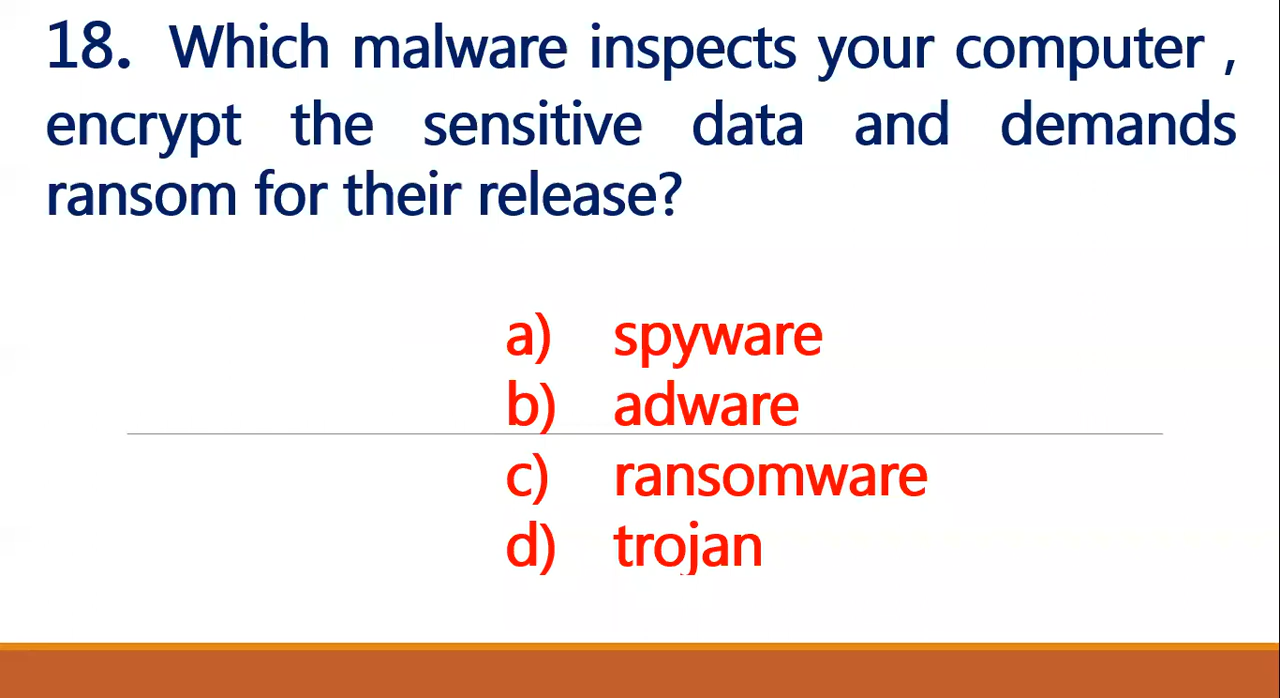 18. Which malware inspects your computer ,
encrypt the sensitive data and demands
ransom for their release?
a) spyware
b) adware
c) ransomware
d) trojan